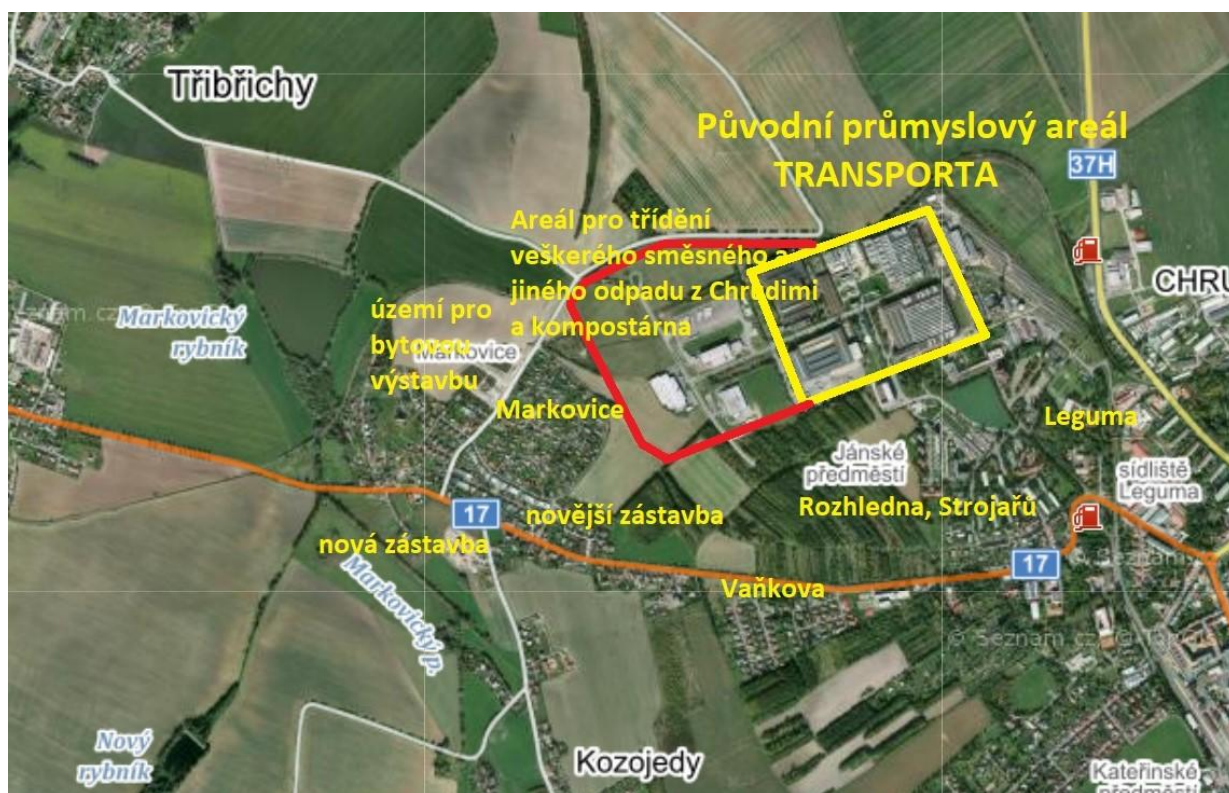 Třibřichy
Původní průmyslový areál
TRANSPORTA
37H
Areál pro třídění
veškerého směsného a
jiného odpadu z Chrudimi
a kompostárna
CHRU
Markovický
rybník
území pro
bytovou
výstavbu
Markovice
Markovice
Leguma
Jánské
předměstí
sídliště
Leguma
Rozhledna, Strojařů
17
novější zástavba
nová zástavba
17
Vaňkova
Markovický p.
© Seznam.cz
Nový
rybník
Kozojedy
Kateřinské
předměstí